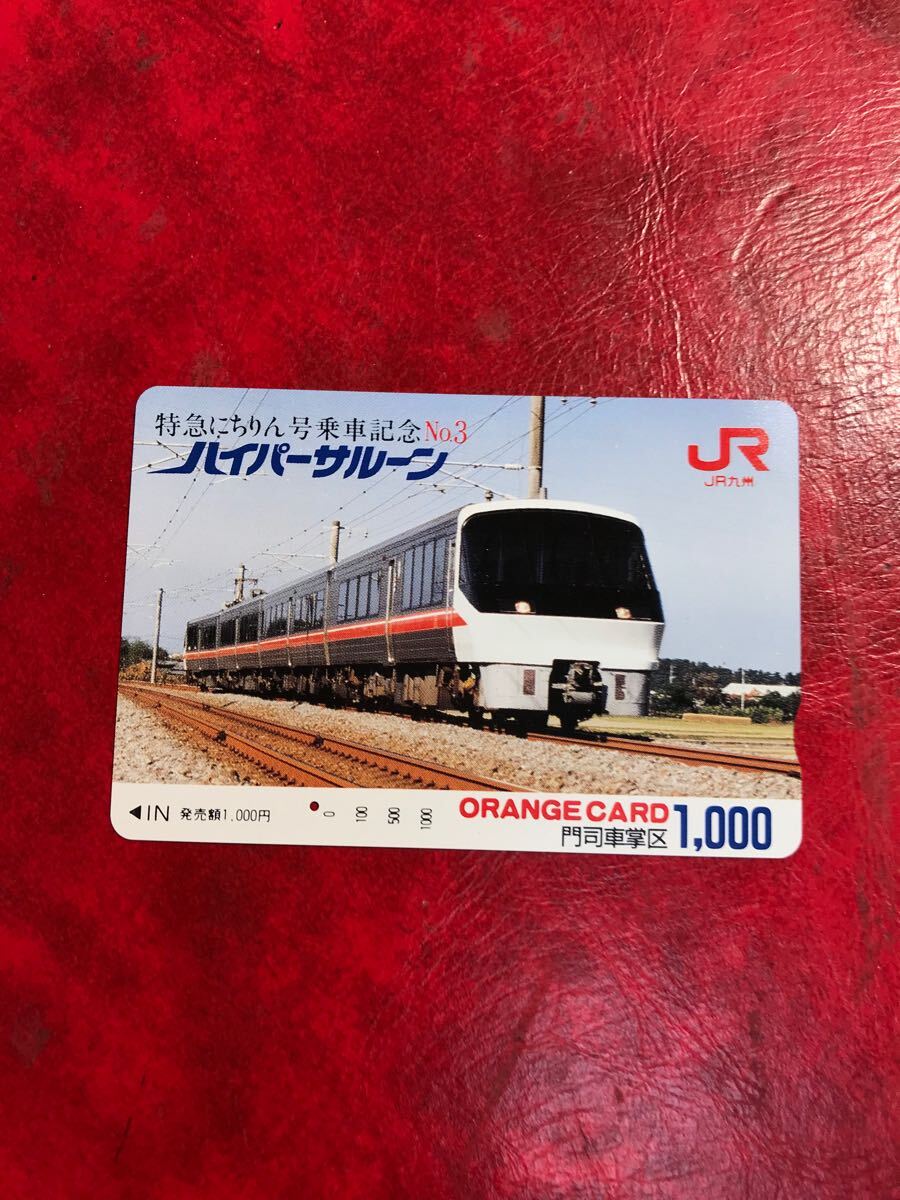 特急にちりん号乗車記念No.3
ハイパーサルーン
JR
JR九州
◀IN 発売額1,000円
0 100 500 1000
ORANGE CARD 1,000
門司車掌区